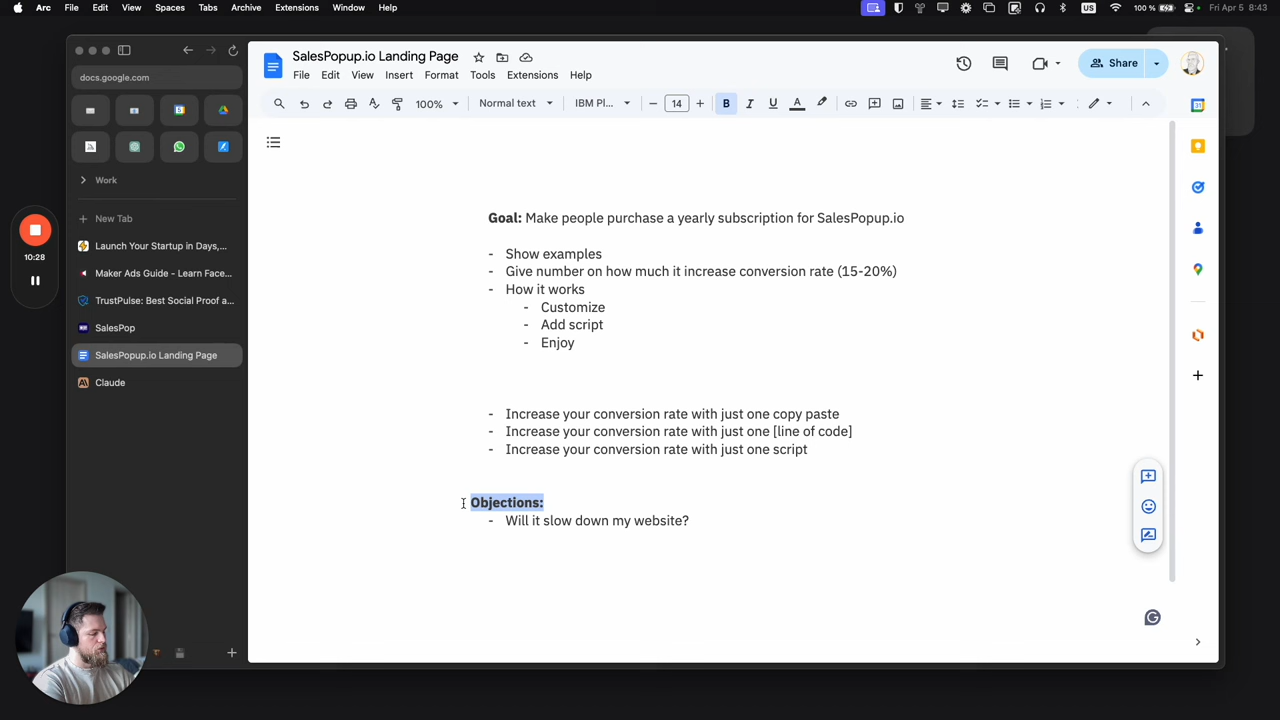 Arc File Edit View Spaces Tabs Archive Extensions Window Help US 100 % Fri Apr 5 8:43
docs.google.com
Work
New Tab
Launch Your Startup in Days,...
Maker Ads Guide - Learn Face...
TrustPulse: Best Social Proof a...
SalesPop
SalesPopup.io Landing Page
Claude
10:28
SalesPopup.io Landing Page
File Edit View Insert Format Tools Extensions Help
Share
100% Normal text IBM Pl... 14 B I U A
31
Goal: Make people purchase a yearly subscription for SalesPopup.io
- Show examples
- Give number on how much it increase conversion rate (15-20%)
- How it works
- Customize
- Add script
- Enjoy
- Increase your conversion rate with just one copy paste
- Increase your conversion rate with just one [line of code]
- Increase your conversion rate with just one script
Objections:
- Will it slow down my website?